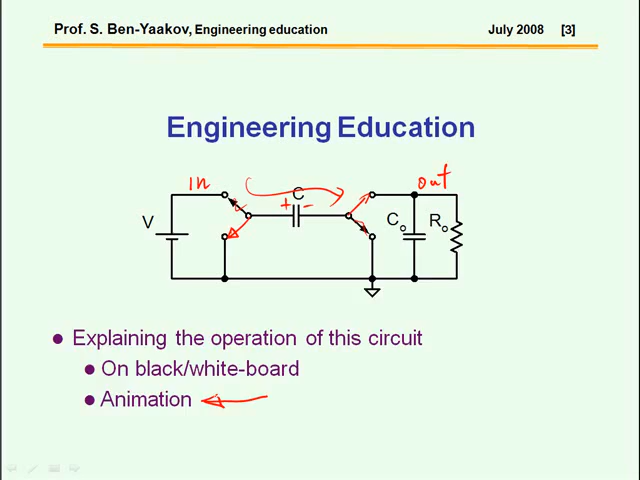 Prof. S. Ben-Yaakov, Engineering education
July 2008 [3]
Engineering Education
in
out
C
+ −
V
Co
Ro
Explaining the operation of this circuit
On black/white-board
Animation